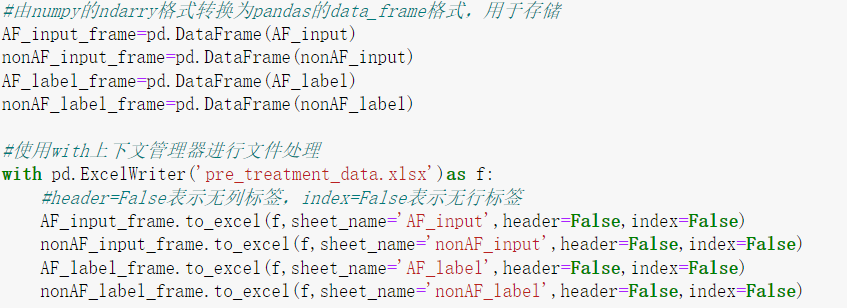 #由numpy的ndarry格式转换为pandas的data_frame格式，用于存储
AF_input_frame=pd.DataFrame(AF_input)
nonAF_input_frame=pd.DataFrame(nonAF_input)
AF_label_frame=pd.DataFrame(AF_label)
nonAF_label_frame=pd.DataFrame(nonAF_label)
#使用with上下文管理器进行文件处理
with pd.ExcelWriter('pre_treatment_data.xlsx')as f:
#header=False表示无列标签，index=False表示无行标签
AF_input_frame.to_excel(f,sheet_name='AF_input',header=False,index=False)
nonAF_input_frame.to_excel(f,sheet_name='nonAF_input',header=False,index=False)
AF_label_frame.to_excel(f,sheet_name='AF_label',header=False,index=False)
nonAF_label_frame.to_excel(f,sheet_name='nonAF_label',header=False,index=False)